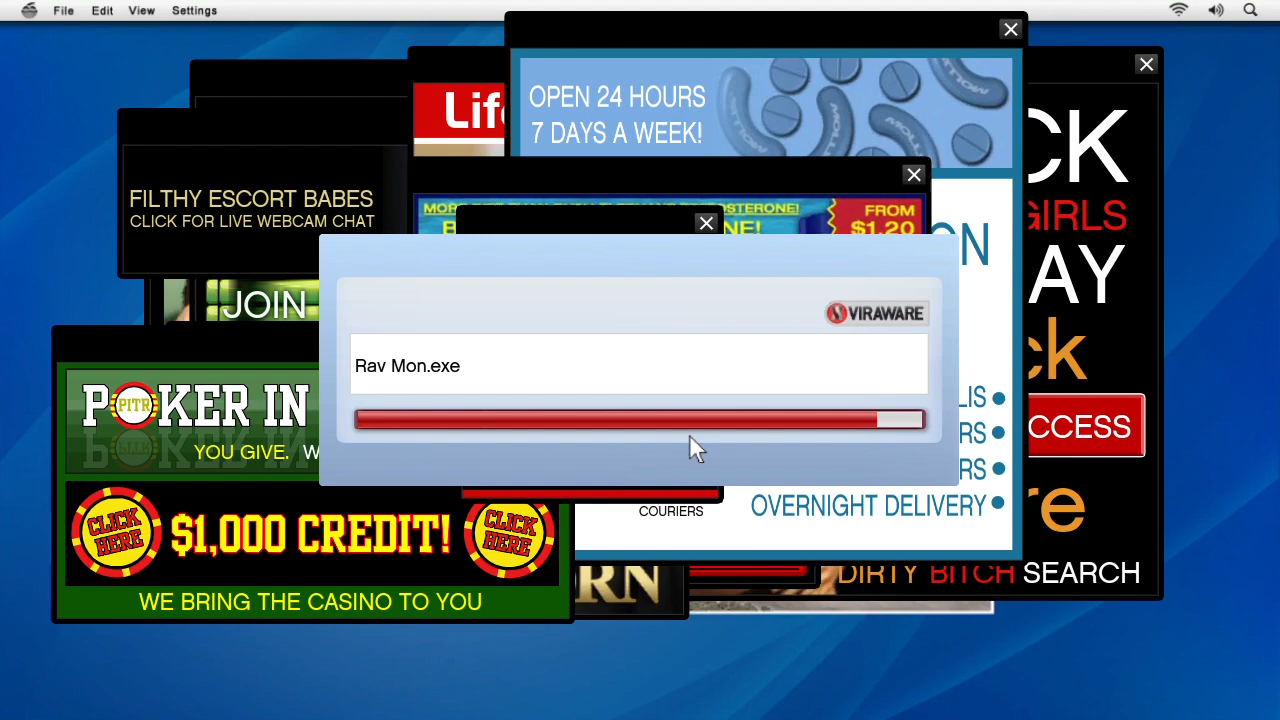 File Edit View Settings
OPEN 24 HOURS
7 DAYS A WEEK!
Life
CK
GIRLS
AY
ck
CCESS
re
DIRTY BITCH SEARCH
FILTHY ESCORT BABES
CLICK FOR LIVE WEBCAM CHAT
FROM
$1.20
NE!
ON
JOIN
VIRAWARE
Rav Mon.exe
POKER IN
PITR
YOU GIVE. W
LIS
RS
RS
OVERNIGHT DELIVERY
COURIERS
CLICK HERE
$1,000 CREDIT!
CLICK HERE
WE BRING THE CASINO TO YOU
RN